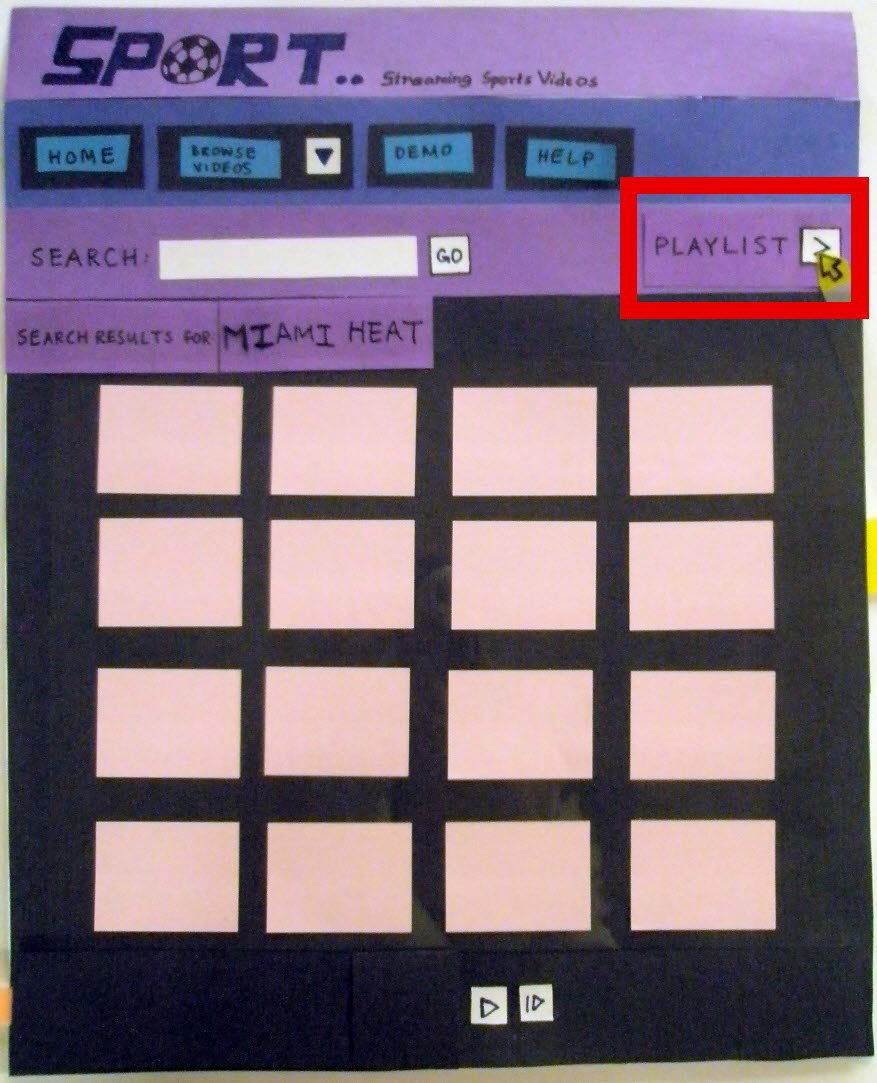 SPORT..
Streaming Sports Videos
HOME
BROWSE
VIDEOS
▼
DEMO
HELP
SEARCH:
GO
PLAYLIST >
SEARCH RESULTS FOR: MIAMI HEAT